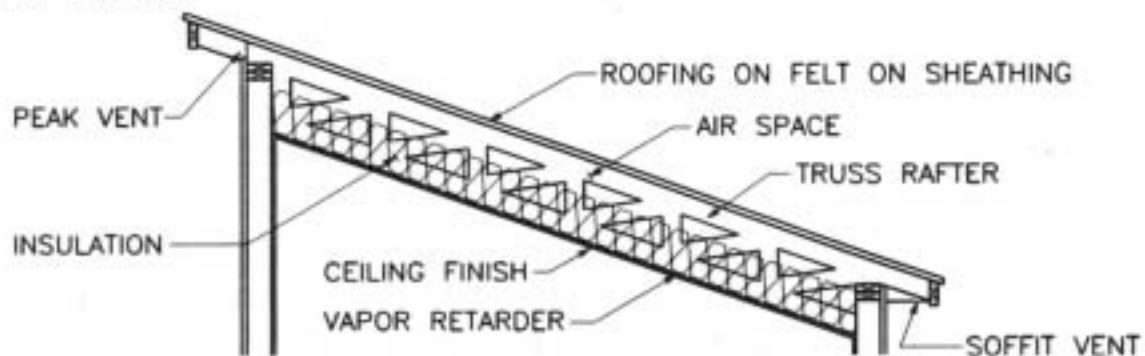 ROOFING ON FELT ON SHEATHING
PEAK VENT
AIR SPACE
TRUSS RAFTER
INSULATION
CEILING FINISH
VAPOR RETARDER
SOFFIT VENT